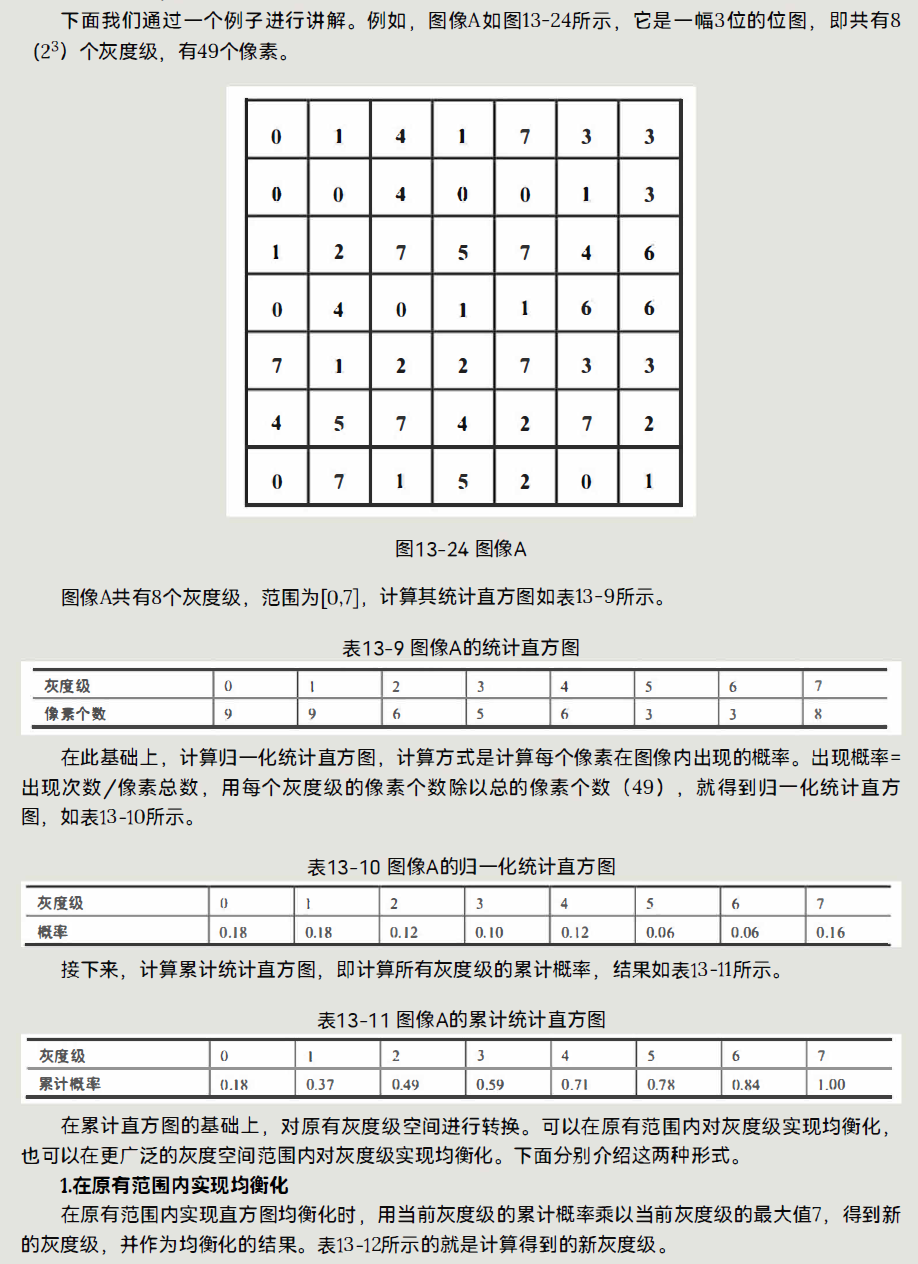 下面我们通过一个例子进行讲解。例如，图像A如图13-24所示，它是一幅3位的位图，即共有8
（2³）个灰度级，有49个像素。
0 1 4 1 7 3 3
0 0 4 0 0 1 3
1 2 7 5 7 4 6
0 4 0 1 1 6 6
7 1 2 2 7 3 3
4 5 7 4 2 7 2
0 7 1 5 2 0 1
图13-24 图像A
图像A共有8个灰度级，范围为[0,7]，计算其统计直方图如表13-9所示。
表13-9 图像A的统计直方图
灰度级 0 1 2 3 4 5 6 7
像素个数 9 9 6 5 6 3 3 8
在此基础上，计算归一化统计直方图，计算方式是计算每个像素在图像内出现的概率。出现概率=
出现次数/像素总数，用每个灰度级的像素个数除以总的像素个数（49），就得到归一化统计直方
图，如表13-10所示。
表13-10 图像A的归一化统计直方图
灰度级 0 1 2 3 4 5 6 7
概率 0.18 0.18 0.12 0.10 0.12 0.06 0.06 0.16
接下来，计算累计统计直方图，即计算所有灰度级的累计概率，结果如表13-11所示。
表13-11 图像A的累计统计直方图
灰度级 0 1 2 3 4 5 6 7
累计概率 0.18 0.37 0.49 0.59 0.71 0.78 0.84 1.00
在累计直方图的基础上，对原有灰度级空间进行转换。可以在原有范围内对灰度级实现均衡化，
也可以在更广泛的灰度空间范围内对灰度级实现均衡化。下面分别介绍这两种形式。
1.在原有范围内实现均衡化
在原有范围内实现直方图均衡化时，用当前灰度级的累计概率乘以当前灰度级的最大值7，得到新
的灰度级，并作为均衡化的结果。表13-12所示的就是计算得到的新灰度级。